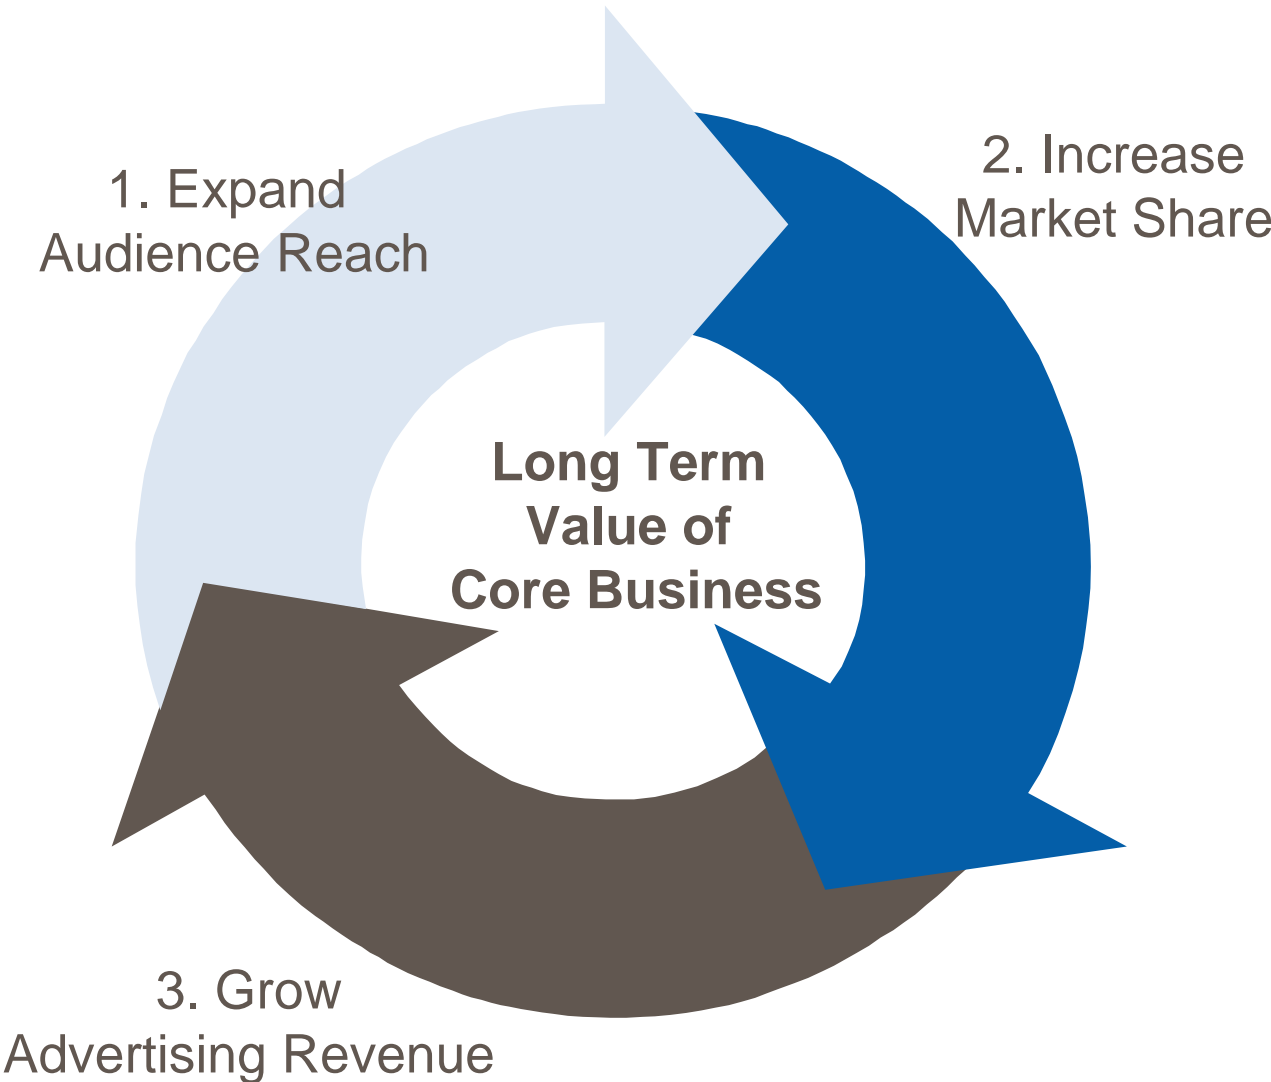 1. Expand
Audience Reach
2. Increase
Market Share
Long Term
Value of
Core Business
3. Grow
Advertising Revenue